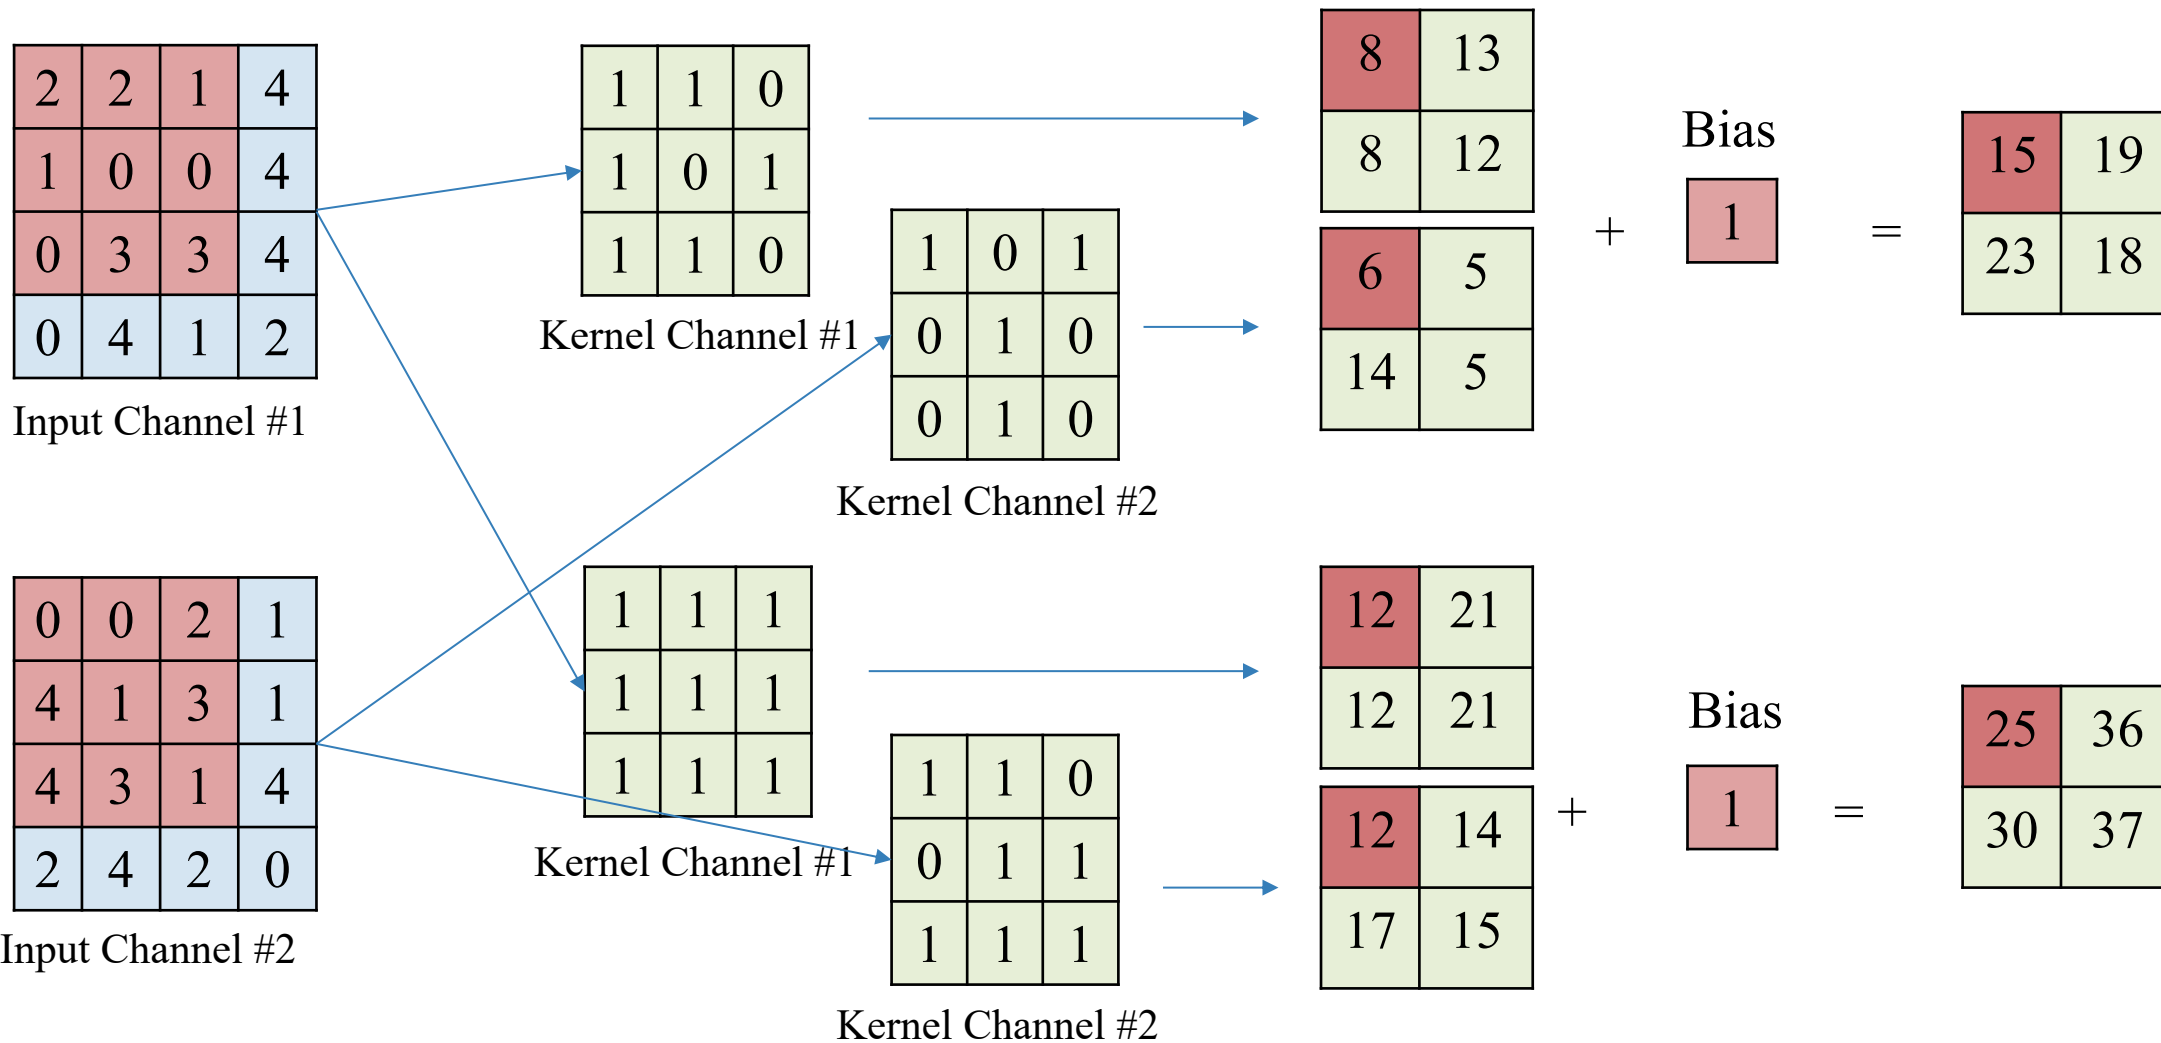 2 2 1 4
1 0 0 4
0 3 3 4
0 4 1 2
Input Channel #1
1 1 0
1 0 1
1 1 0
Kernel Channel #1
1 0 1
0 1 0
0 1 0
Kernel Channel #2
8 13
8 12
6 5
14 5
+
Bias
1
=
15 19
23 18
0 0 2 1
4 1 3 1
4 3 1 4
2 4 2 0
Input Channel #2
1 1 1
1 1 1
1 1 1
Kernel Channel #1
1 1 0
0 1 1
1 1 1
Kernel Channel #2
12 21
12 21
12 14
17 15
+
Bias
1
=
25 36
30 37